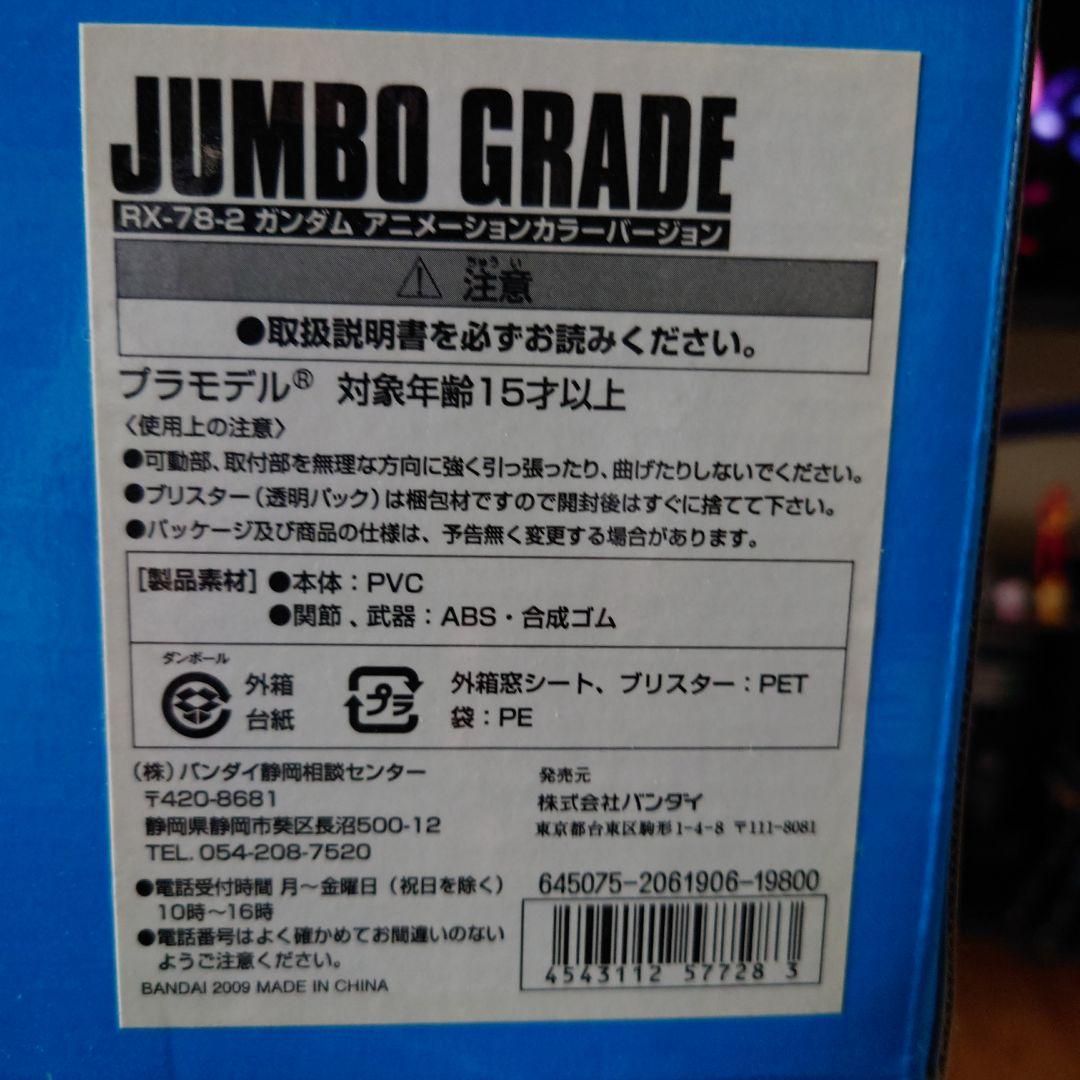 JUMBO GRADE
RX-78-2 ガンダム アニメーションカラーバージョン
ちゅうい
注意
●取扱説明書を必ずお読みください。
プラモデル® 対象年齢15才以上
〈使用上の注意〉
●可動部、取付部を無理な方向に強く引っ張ったり、曲げたりしないでください。
●ブリスター（透明パック）は梱包材ですので開封後はすぐに捨てて下さい。
●パッケージ及び商品の仕様は、予告無く変更する場合があります。
[製品素材] ●本体：PVC
●関節、武器：ABS・合成ゴム
ダンボール
外箱
台紙
プラ
外箱窓シート、ブリスター：PET
袋：PE
（株）バンダイ静岡相談センター
〒420-8681
静岡県静岡市葵区長沼500-12
TEL. 054-208-7520
●電話受付時間 月～金曜日（祝日を除く）
10時～16時
●電話番号はよく確かめてお間違いのない
ようご注意ください。
BANDAI 2009 MADE IN CHINA
発売元
株式会社バンダイ
東京都台東区駒形1-4-8 〒111-8081
645075-2061906-19800
4543112 57728 3